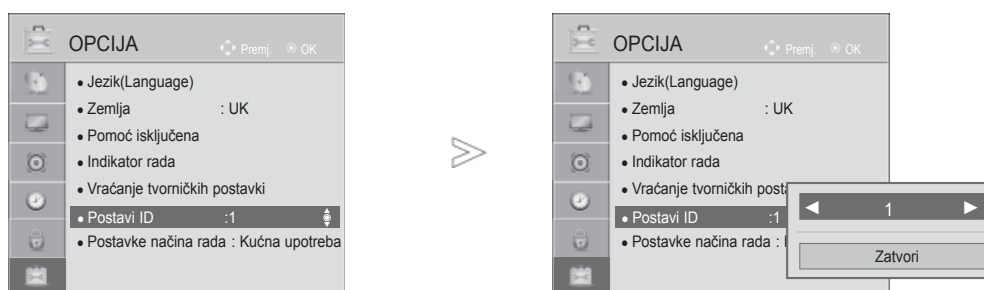 OPCIJA
Premj. OK
• Jezik(Language)
• Zemlja : UK
• Pomoć isključena
• Indikator rada
• Vraćanje tvorničkih postavki
• Postavi ID :1
• Postavke načina rada : Kućna upotreba
OPCIJA
Premj. OK
• Jezik(Language)
• Zemlja : UK
• Pomoć isključena
• Indikator rada
• Vraćanje tvorničkih posta
• Postavi ID :1
• Postavke načina rada :
◄ 1 ►
Zatvori